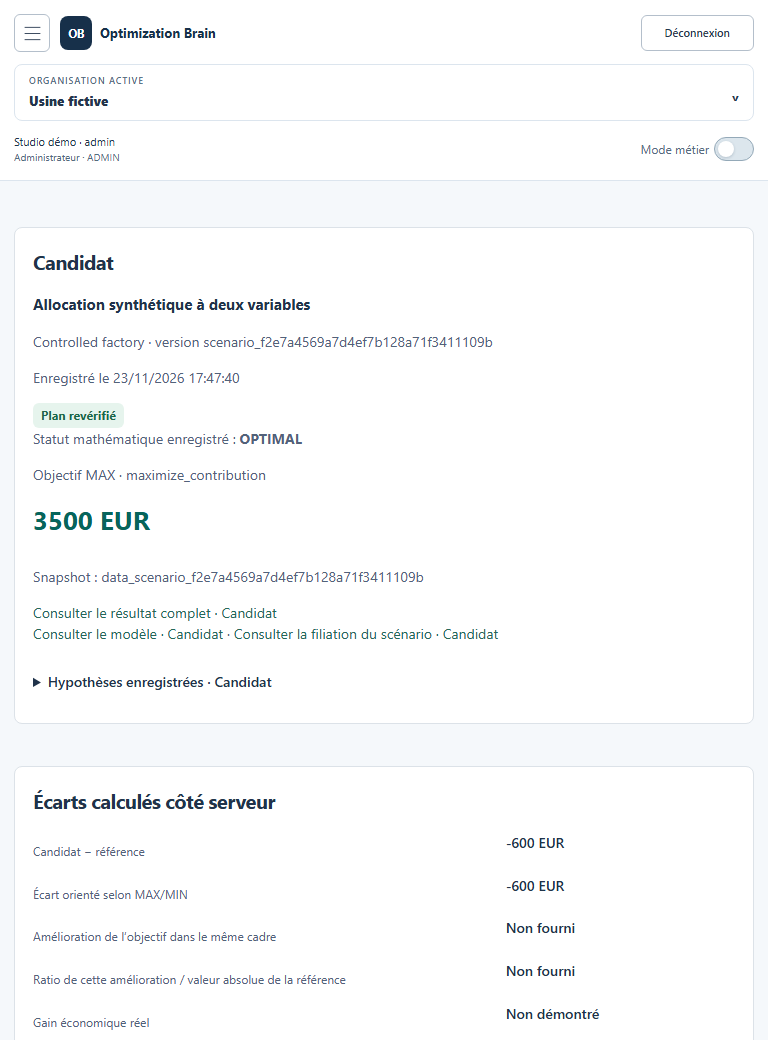 OB Optimization Brain
Déconnexion
ORGANISATION ACTIVE
Usine fictive
v
Studio démo · admin
Administrateur · ADMIN
Mode métier
Candidat
Allocation synthétique à deux variables
Controlled factory · version scenario_f2e7a4569a7d4ef7b128a71f3411109b
Enregistré le 23/11/2026 17:47:40
Plan revérifié
Statut mathématique enregistré : OPTIMAL
Objectif MAX · maximize_contribution
3500 EUR
Snapshot : data_scenario_f2e7a4569a7d4ef7b128a71f3411109b
Consulter le résultat complet · Candidat
Consulter le modèle · Candidat · Consulter la filiation du scénario · Candidat
Hypothèses enregistrées · Candidat
Écarts calculés côté serveur
Candidat − référence
-600 EUR
Écart orienté selon MAX/MIN
-600 EUR
Amélioration de l'objectif dans le même cadre
Non fourni
Ratio de cette amélioration / valeur absolue de la référence
Non fourni
Gain économique réel
Non démontré